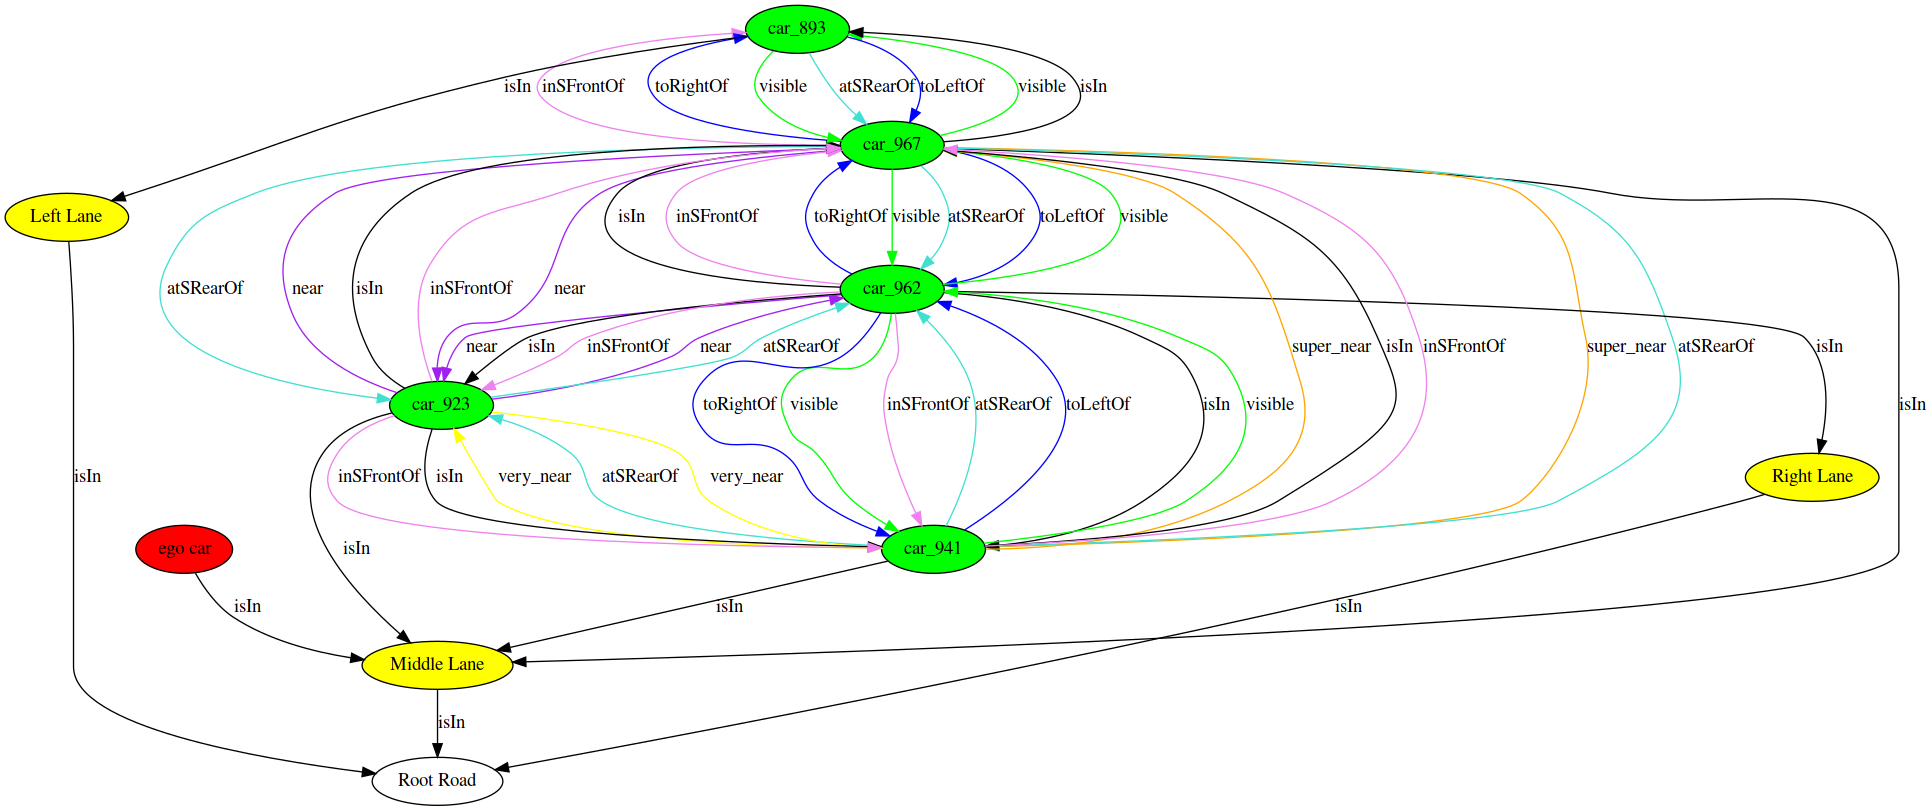 car_893
isIn
inSFrontOf
toRightOf
visible
atSRearOf
toLeftOf
visible
isIn
car_967
Left Lane
isIn
inSFrontOf
toRightOf
visible
atSRearOf
toLeftOf
visible
atSRearOf
near
isIn
inSFrontOf
near
car_962
near
isIn
inSFrontOf
near
atSRearOf
super_near
isIn
inSFrontOf
super_near
atSRearOf
isIn
car_923
toRightOf
visible
inSFrontOf
atSRearOf
toLeftOf
isIn
visible
isIn
isIn
inSFrontOf
isIn
very_near
atSRearOf
very_near
Right Lane
ego car
isIn
car_941
isIn
isIn
isIn
Middle Lane
isIn
Root Road